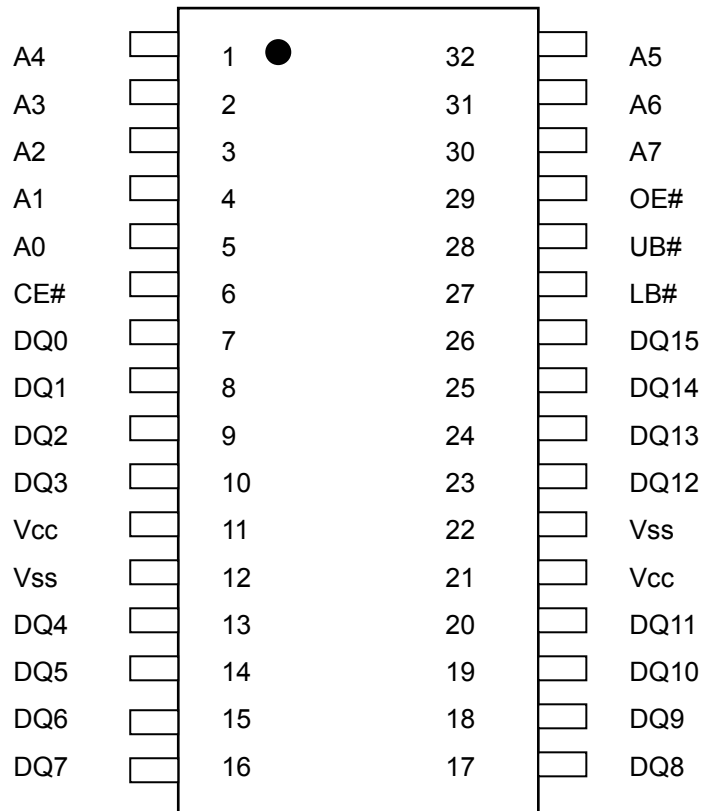 A4 1 32 A5
A3 2 31 A6
A2 3 30 A7
A1 4 29 OE#
A0 5 28 UB#
CE# 6 27 LB#
DQ0 7 26 DQ15
DQ1 8 25 DQ14
DQ2 9 24 DQ13
DQ3 10 23 DQ12
Vcc 11 22 Vss
Vss 12 21 Vcc
DQ4 13 20 DQ11
DQ5 14 19 DQ10
DQ6 15 18 DQ9
DQ7 16 17 DQ8